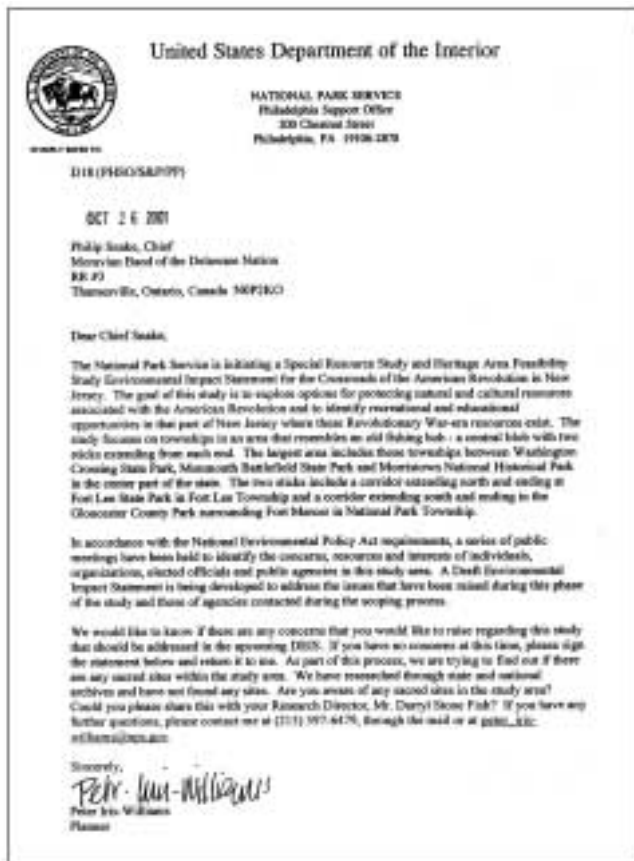 United States Department of the Interior
NATIONAL PARK SERVICE
Philadelphia Support Office
200 Chestnut Street
Philadelphia, PA 19106-2878
IN REPLY REFER TO:
D18 (PHSO/S&P/PP)
OCT 26 2001
Philip Snake, Chief
Moravian Band of the Delaware Nation
RR #3
Thamesville, Ontario, Canada N0P2KO
Dear Chief Snake,
The National Park Service is initiating a Special Resource Study and Heritage Area Feasibility
Study Environmental Impact Statement for the Crossroads of the American Revolution in New
Jersey. The goal of this study is to explore options for protecting natural and cultural resources
associated with the American Revolution and to identify recreational and educational
opportunities in that part of New Jersey where these Revolutionary War-era resources exist. The
study focuses on townships in an area that resembles an old fishing bob - a central blob with two
sticks extending from each end. The largest area includes those townships between Washington
Crossing State Park, Monmouth Battlefield State Park and Morristown National Historical Park
in the center part of the state. The two sticks include a corridor extending north and ending at
Fort Lee State Park in Fort Lee Township and a corridor extending south and ending in the
Gloucester County Park surrounding Fort Mercer in National Park Township.
In accordance with the National Environmental Policy Act requirements, a series of public
meetings have been held to identify the concerns, resources and interests of individuals,
organizations, elected officials and public agencies in this study area. A Draft Environmental
Impact Statement is being developed to address the issues that have been raised during this phase
of the study and those of agencies contacted during the scoping process.
We would like to know if there are any concerns that you would like to raise regarding this study
that should be addressed in the upcoming DEIS. If you have no concerns at this time, please sign
the statement below and return it to me. As part of this process, we are trying to find out if there
are any sacred sites within the study area. We have researched through state and national
archives and have not found any sites. Are you aware of any sacred sites in the study area?
Could you please share this with your Research Director, Mr. Darryl Stone Fish? If you have any
further questions, please contact me at (215) 597-6479, through the mail or at peter_iris-
williams@nps.gov.
Sincerely,
Peter Iris-Williams
Peter Iris-Williams
Planner